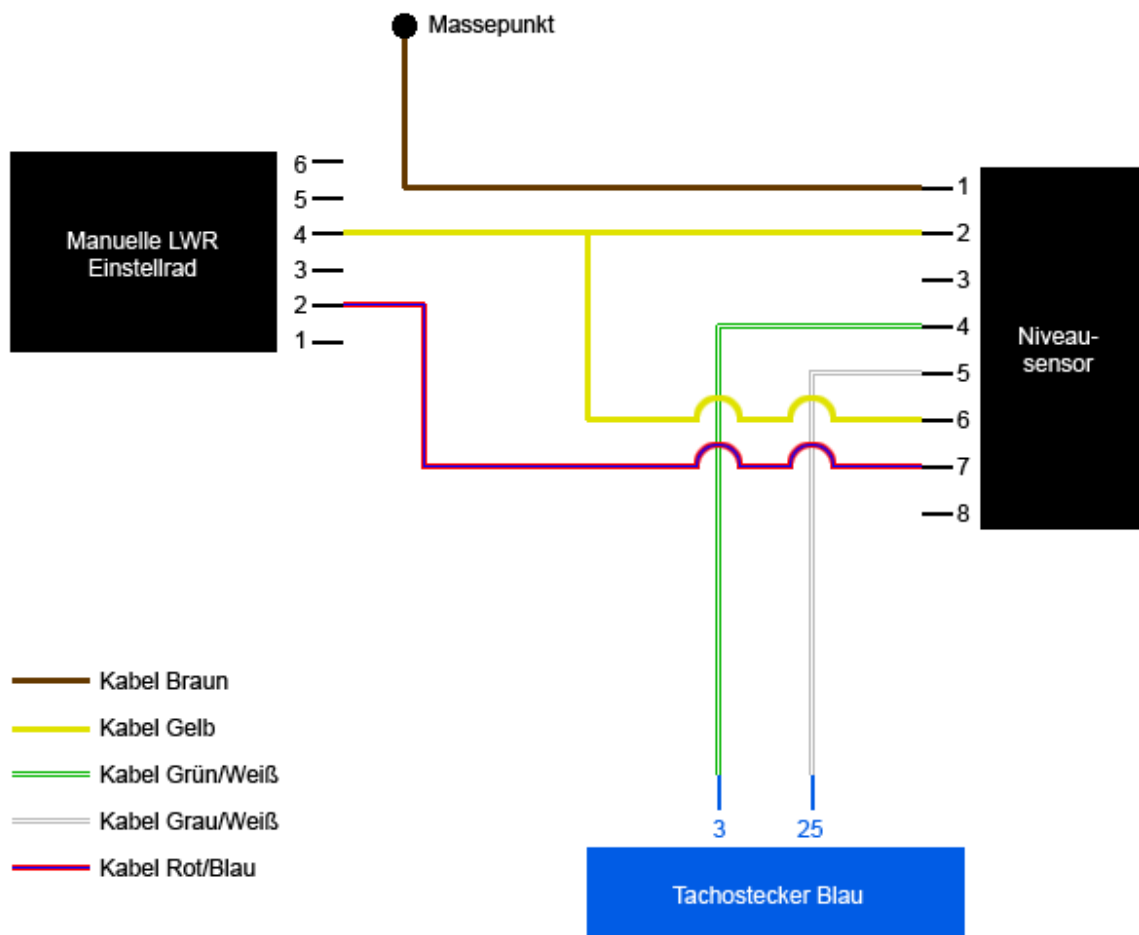 Massepunkt
Manuelle LWR
Einstellrad
6
5
4
3
2
1
1
2
3
4
5
6
7
8
Niveau-
sensor
Kabel Braun
Kabel Gelb
Kabel Grün/Weiß
Kabel Grau/Weiß
Kabel Rot/Blau
3
25
Tachostecker Blau